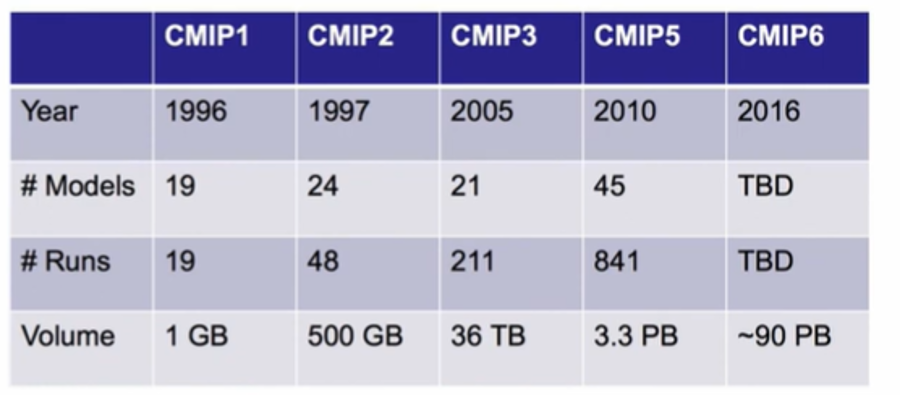 CMIP1 CMIP2 CMIP3 CMIP5 CMIP6
Year 1996 1997 2005 2010 2016
# Models 19 24 21 45 TBD
# Runs 19 48 211 841 TBD
Volume 1 GB 500 GB 36 TB 3.3 PB ~90 PB